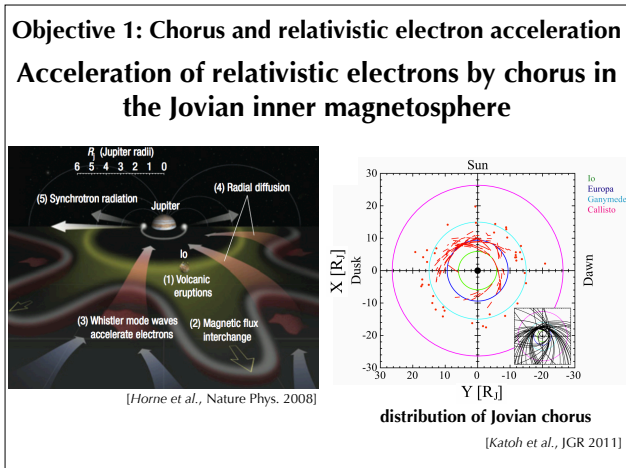 Objective 1: Chorus and relativistic electron acceleration
Acceleration of relativistic electrons by chorus in
the Jovian inner magnetosphere
R_J (Jupiter radii)
6 5 4 3 2 1 0
(5) Synchrotron radiation
(4) Radial diffusion
Jupiter
Io
(1) Volcanic
eruptions
(3) Whistler mode waves
accelerate electrons
(2) Magnetic flux
interchange
[Horne et al., Nature Phys. 2008]
Sun
Io
Europa
Ganymede
Callisto
30
20
10
0
-10
-20
-30
X [R_J]
Dusk
Dawn
30 20 10 0 -10 -20 -30
Y [R_J]
distribution of Jovian chorus
[Katoh et al., JGR 2011]